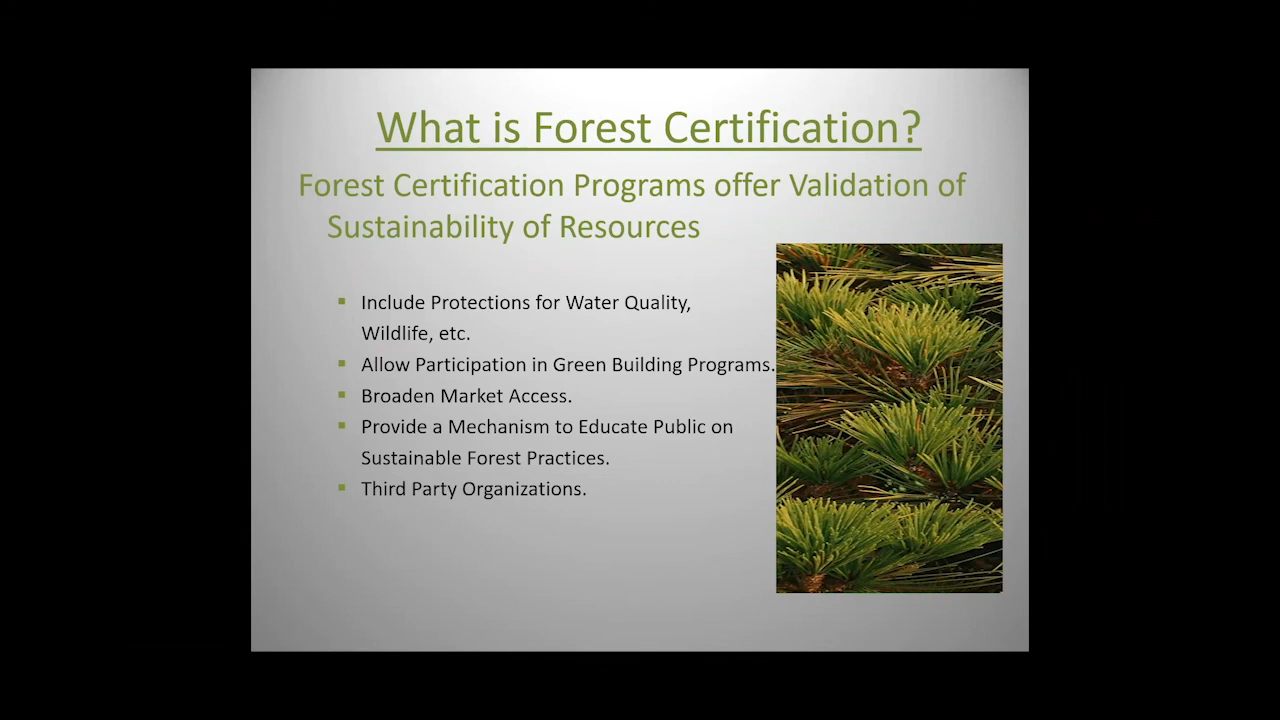 What is Forest Certification?
Forest Certification Programs offer Validation of
Sustainability of Resources
▪ Include Protections for Water Quality,
Wildlife, etc.
▪ Allow Participation in Green Building Programs.
▪ Broaden Market Access.
▪ Provide a Mechanism to Educate Public on
Sustainable Forest Practices.
▪ Third Party Organizations.